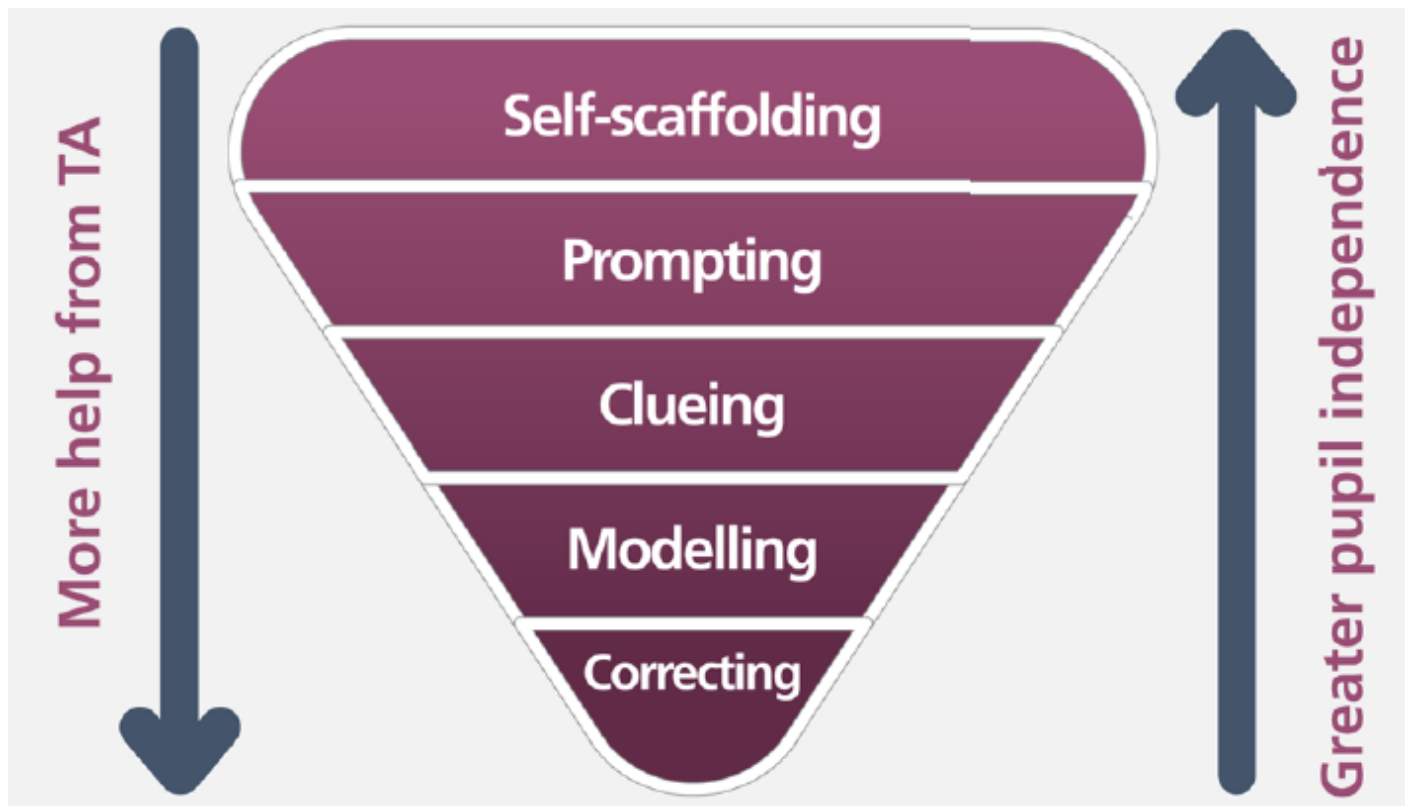 More help from TA
Self-scaffolding
Prompting
Clueing
Modelling
Correcting
Greater pupil independence